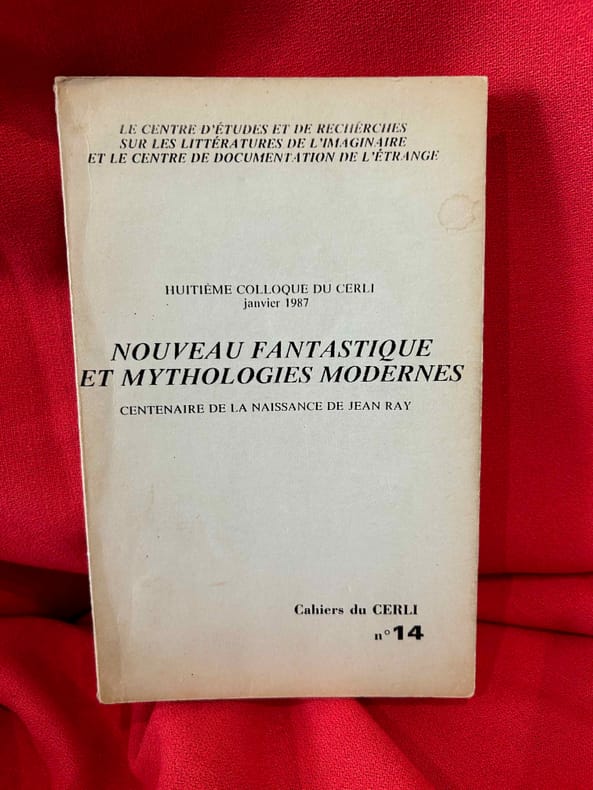 LE CENTRE D'ÉTUDES ET DE RECHERCHES
SUR LES LITTÉRATURES DE L'IMAGINAIRE
ET LE CENTRE DE DOCUMENTATION DE L'ÉTRANGE
HUITIÈME COLLOQUE DU CERLI
janvier 1987
NOUVEAU FANTASTIQUE
ET MYTHOLOGIES MODERNES
CENTENAIRE DE LA NAISSANCE DE JEAN RAY
Cahiers du CERLI
n° 14